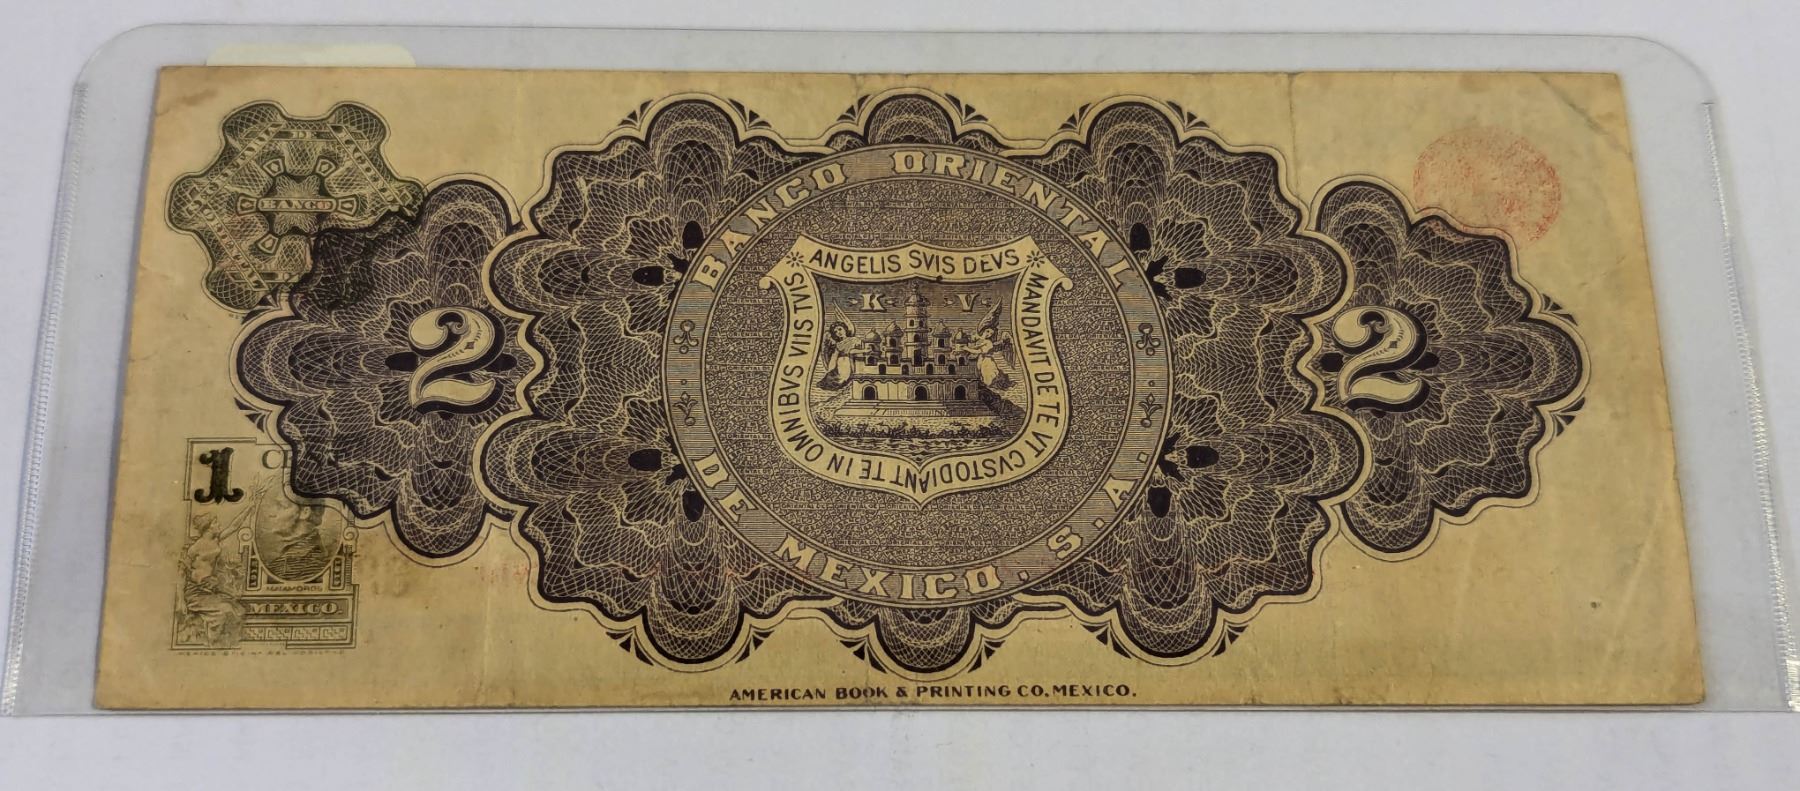 BANCO
BANCO ORIENTAL
DE MEXICO, S. A.
K V
ANGELIS SVIS DEVS
MANDAVIT DE TE VT CVSTODIANT TE IN OMNIBVS VIIS TVIS
2
2
1
MATAMOROS
MEXICO.
AMERICAN BOOK & PRINTING CO. MEXICO.